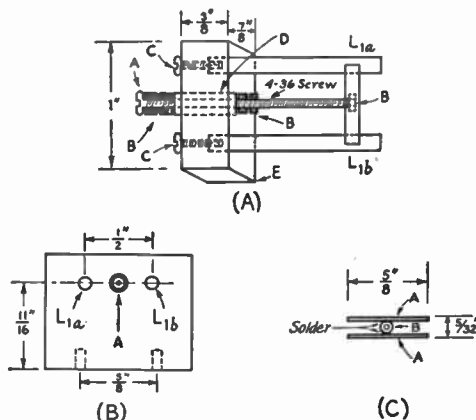 3/8"
7/8"
D
L1a
C
A
4-36 Screw
1"
B
B
B
C
L1b
E
(A)
1/2"
11/16"
L1a
L1b
A
5/8"
(B)
5/8"
A
Solder
B
5/32"
A
(C)